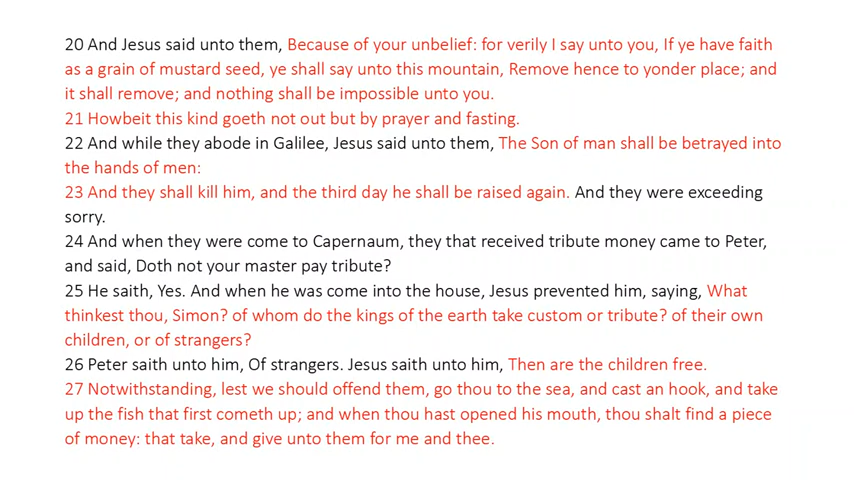 20 And Jesus said unto them, Because of your unbelief: for verily I say unto you, If ye have faith
as a grain of mustard seed, ye shall say unto this mountain, Remove hence to yonder place; and
it shall remove; and nothing shall be impossible unto you.
21 Howbeit this kind goeth not out but by prayer and fasting.
22 And while they abode in Galilee, Jesus said unto them, The Son of man shall be betrayed into
the hands of men:
23 And they shall kill him, and the third day he shall be raised again. And they were exceeding
sorry.
24 And when they were come to Capernaum, they that received tribute money came to Peter,
and said, Doth not your master pay tribute?
25 He saith, Yes. And when he was come into the house, Jesus prevented him, saying, What
thinkest thou, Simon? of whom do the kings of the earth take custom or tribute? of their own
children, or of strangers?
26 Peter saith unto him, Of strangers. Jesus saith unto him, Then are the children free.
27 Notwithstanding, lest we should offend them, go thou to the sea, and cast an hook, and take
up the fish that first cometh up; and when thou hast opened his mouth, thou shalt find a piece
of money: that take, and give unto them for me and thee.